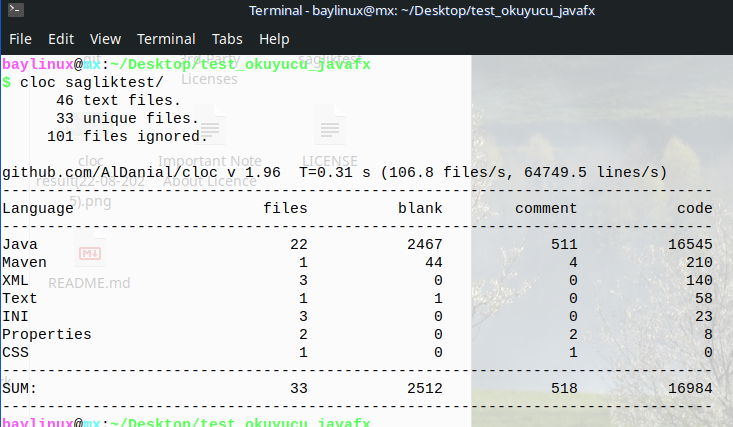 Terminal - baylinux@mx: ~/Desktop/test_okuyucu_javafx
File Edit View Terminal Tabs Help
baylinux@mx:~/Desktop/test_okuyucu_javafx
$ cloc sagliktest/
46 text files.
33 unique files.
101 files ignored.
github.com/AlDanial/cloc v 1.96  T=0.31 s (106.8 files/s, 64749.5 lines/s)
-------------------------------------------------------------------------------
Language files blank comment code
-------------------------------------------------------------------------------
Java 22 2467 511 16545
Maven 1 44 4 210
XML 3 0 0 140
Text 1 1 0 58
INI 3 0 0 23
Properties 2 0 2 8
CSS 1 0 1 0
-------------------------------------------------------------------------------
SUM: 33 2512 518 16984
-------------------------------------------------------------------------------
baylinux@mx:~/Desktop/test_okuyucu_javafx
3rd Party
Licenses
cloc
result(22-08-202
5).png
Important Note
About Licence
LICENSE
README.md